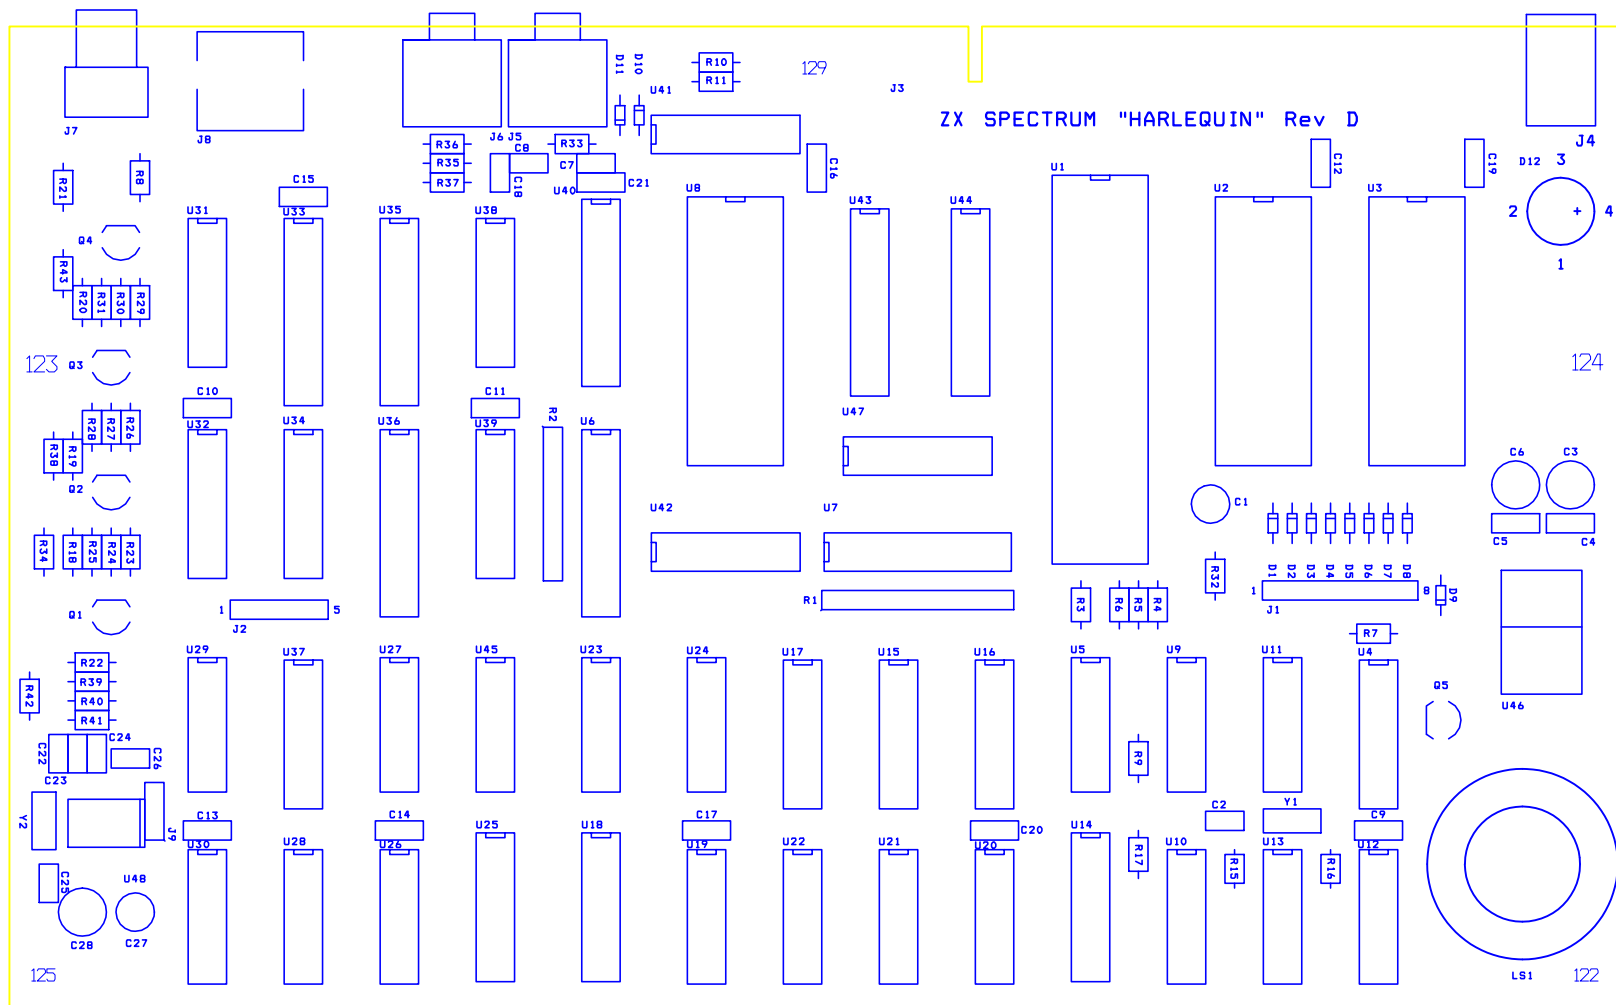 129
J3
ZX SPECTRUM "HARLEQUIN" Rev D
D11
D10
R10
R11
U41
J7
J8
J6
J5
J4
R36
R35
R37
C8
R33
C7
C18
C21
U40
C16
U1
C12
C19
D12
3
2
+
4
1
R21
R8
C15
U31
U33
U35
U38
U8
U43
U44
U2
U3
Q4
R43
R20
R31
R30
R29
123
Q3
124
C10
C11
R2
U47
U32
U34
U36
U39
U6
R28
R27
R26
R38
R19
C6
C3
Q2
U42
U7
C1
C5
C4
R34
R18
R25
R24
R23
D1
D2
D3
D4
D5
D6
D7
D8
R32
1
8
J1
D9
Q1
1
5
J2
R1
R3
R6
R5
R4
R7
U29
U37
U27
U45
U23
U24
U17
U15
U16
U5
U9
U11
U4
R22
R39
R40
R41
R42
Q5
U46
C22
C24
C23
C26
R9
Y2
J9
C13
C14
C17
C20
C2
Y1
C9
U30
U28
U26
U25
U18
U19
U22
U21
U20
U14
U10
U13
U12
R17
R15
R16
C25
U48
C28
C27
125
LS1
122